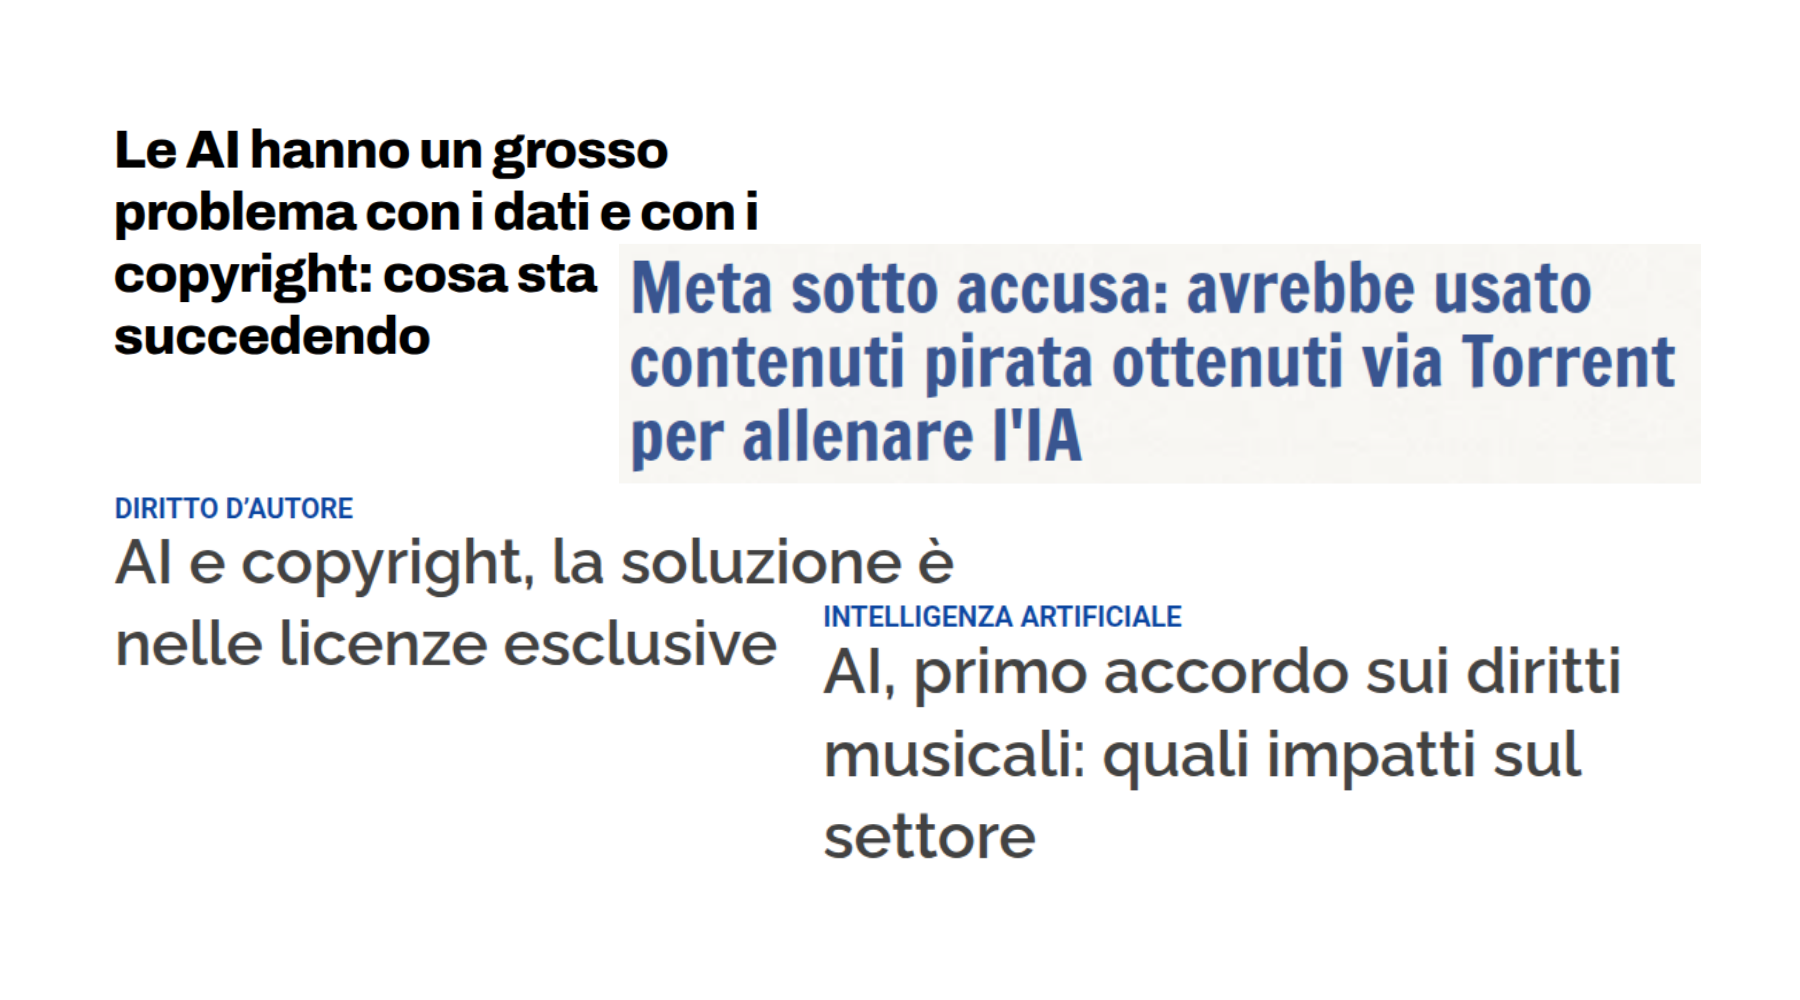 Le AI hanno un grosso
problema con i dati e con i
copyright: cosa sta
succedendo
Meta sotto accusa: avrebbe usato
contenuti pirata ottenuti via Torrent
per allenare l'IA
DIRITTO D’AUTORE
AI e copyright, la soluzione è
nelle licenze esclusive
INTELLIGENZA ARTIFICIALE
AI, primo accordo sui diritti
musicali: quali impatti sul
settore